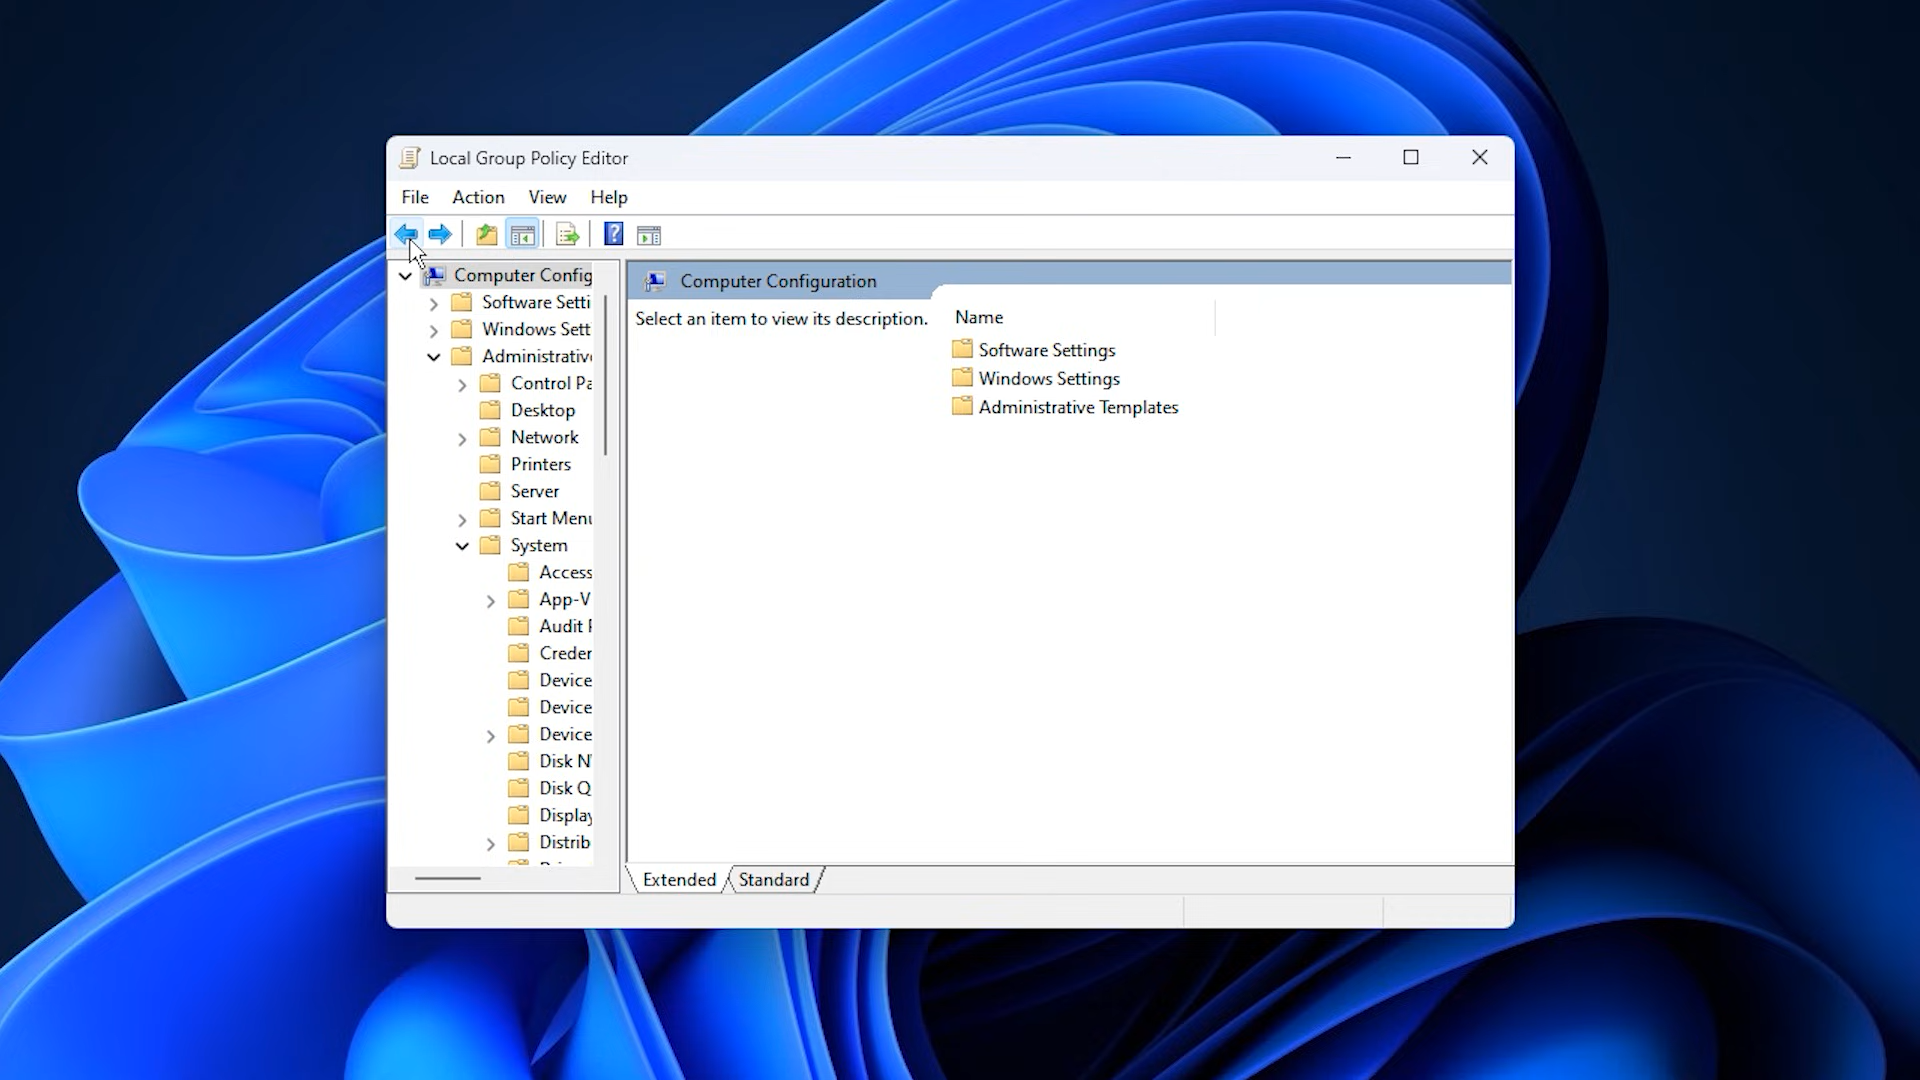 Local Group Policy Editor
File Action View Help
Computer Config
Software Setti
Windows Sett
Administrativ
Control Pa
Desktop
Network
Printers
Server
Start Menu
System
Access
App-V
Audit
Creder
Device
Device
Device
Disk N
Disk Q
Display
Distrib
Computer Configuration
Select an item to view its description.
Name
Software Settings
Windows Settings
Administrative Templates
Extended Standard